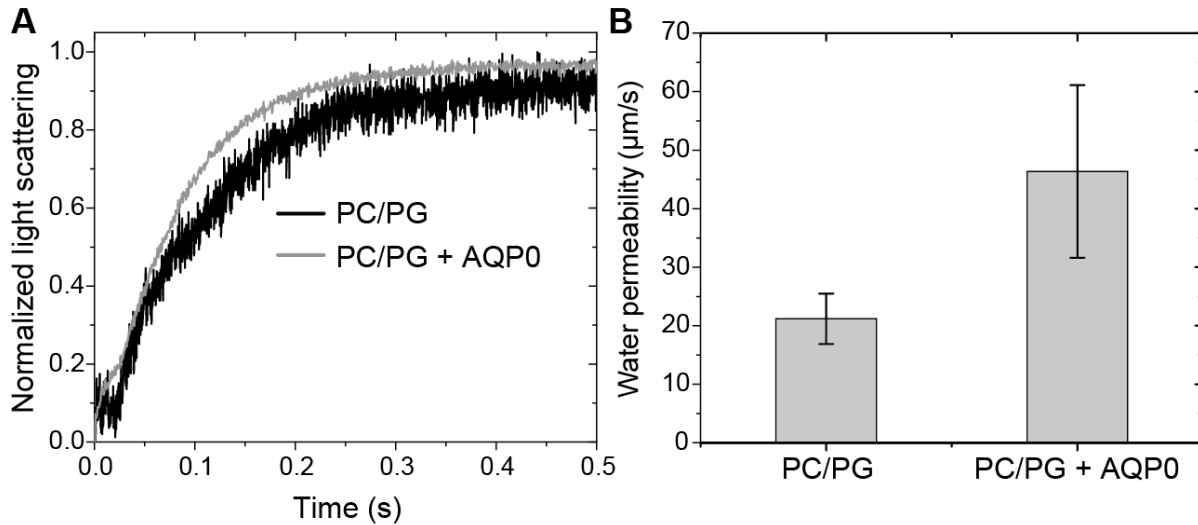 A
Normalized light scattering
1.0
0.8
0.6
0.4
0.2
0.0
PC/PG
PC/PG + AQP0
0.0 0.1 0.2 0.3 0.4 0.5
Time (s)
B
Water permeability (μm/s)
70
60
50
40
30
20
10
0
PC/PG PC/PG + AQP0